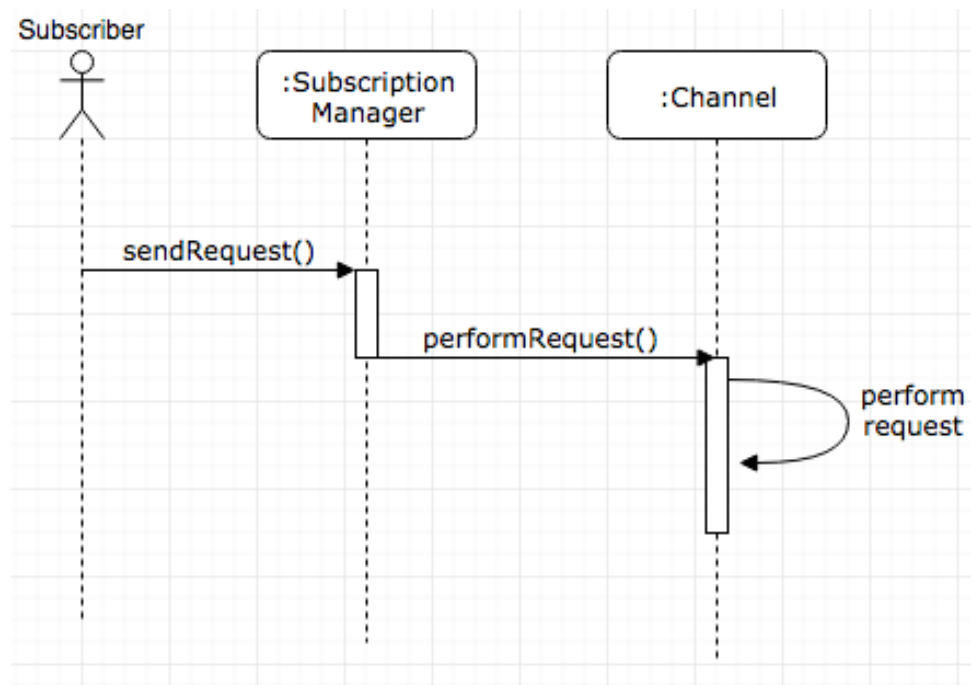 Subscriber
:Subscription
Manager
:Channel
sendRequest()
performRequest()
perform
request